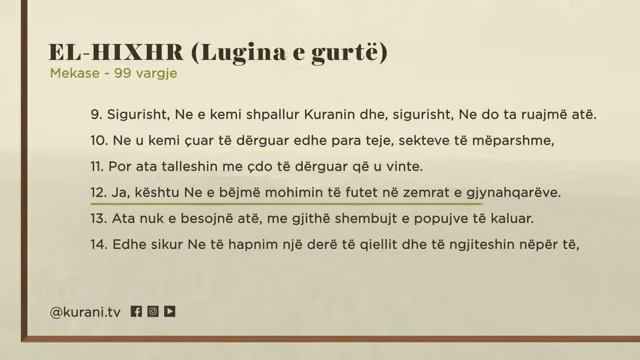 EL-HIXHR (Lugina e gurtë)
Mekase - 99 vargje
9. Sigurisht, Ne e kemi shpallur Kuranin dhe, sigurisht, Ne do ta ruajmë atë.
10. Ne u kemi çuar të dërguar edhe para teje, sekteve të mëparshme,
11. Por ata talleshin me çdo të dërguar që u vinte.
12. Ja, kështu Ne e bëjmë mohimin të futet në zemrat e gjynahqarëve.
13. Ata nuk e besojnë atë, me gjithë shembujt e popujve të kaluar.
14. Edhe sikur Ne të hapnim një derë të qiellit dhe të ngjiteshin nëpër të,
@kurani.tv